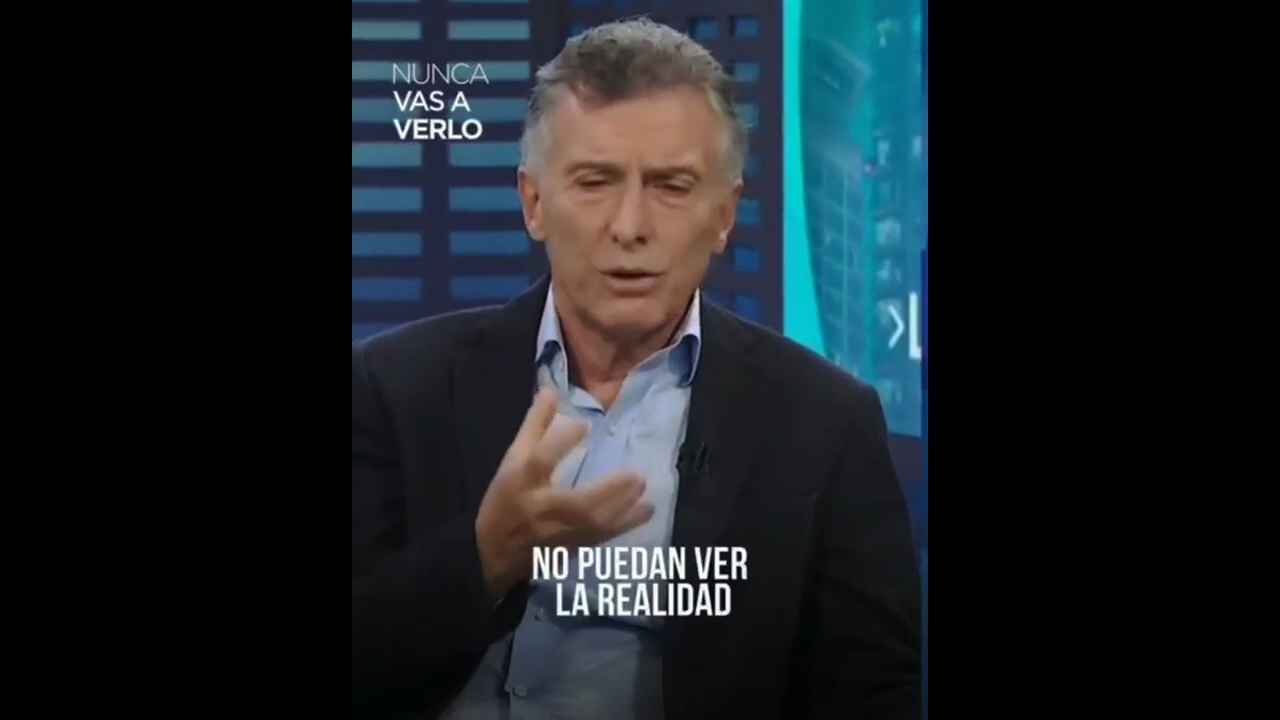 NUNCA
VAS A
VERLO
NO PUEDAN VER
LA REALIDAD